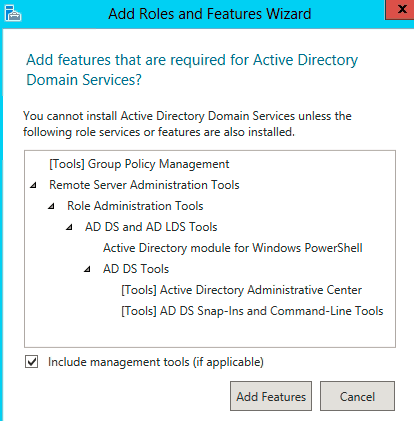 Add Roles and Features Wizard
x
Add features that are required for Active Directory
Domain Services?
You cannot install Active Directory Domain Services unless the
following role services or features are also installed.
[Tools] Group Policy Management
Remote Server Administration Tools
Role Administration Tools
AD DS and AD LDS Tools
Active Directory module for Windows PowerShell
AD DS Tools
[Tools] Active Directory Administrative Center
[Tools] AD DS Snap-Ins and Command-Line Tools
Include management tools (if applicable)
Add Features
Cancel